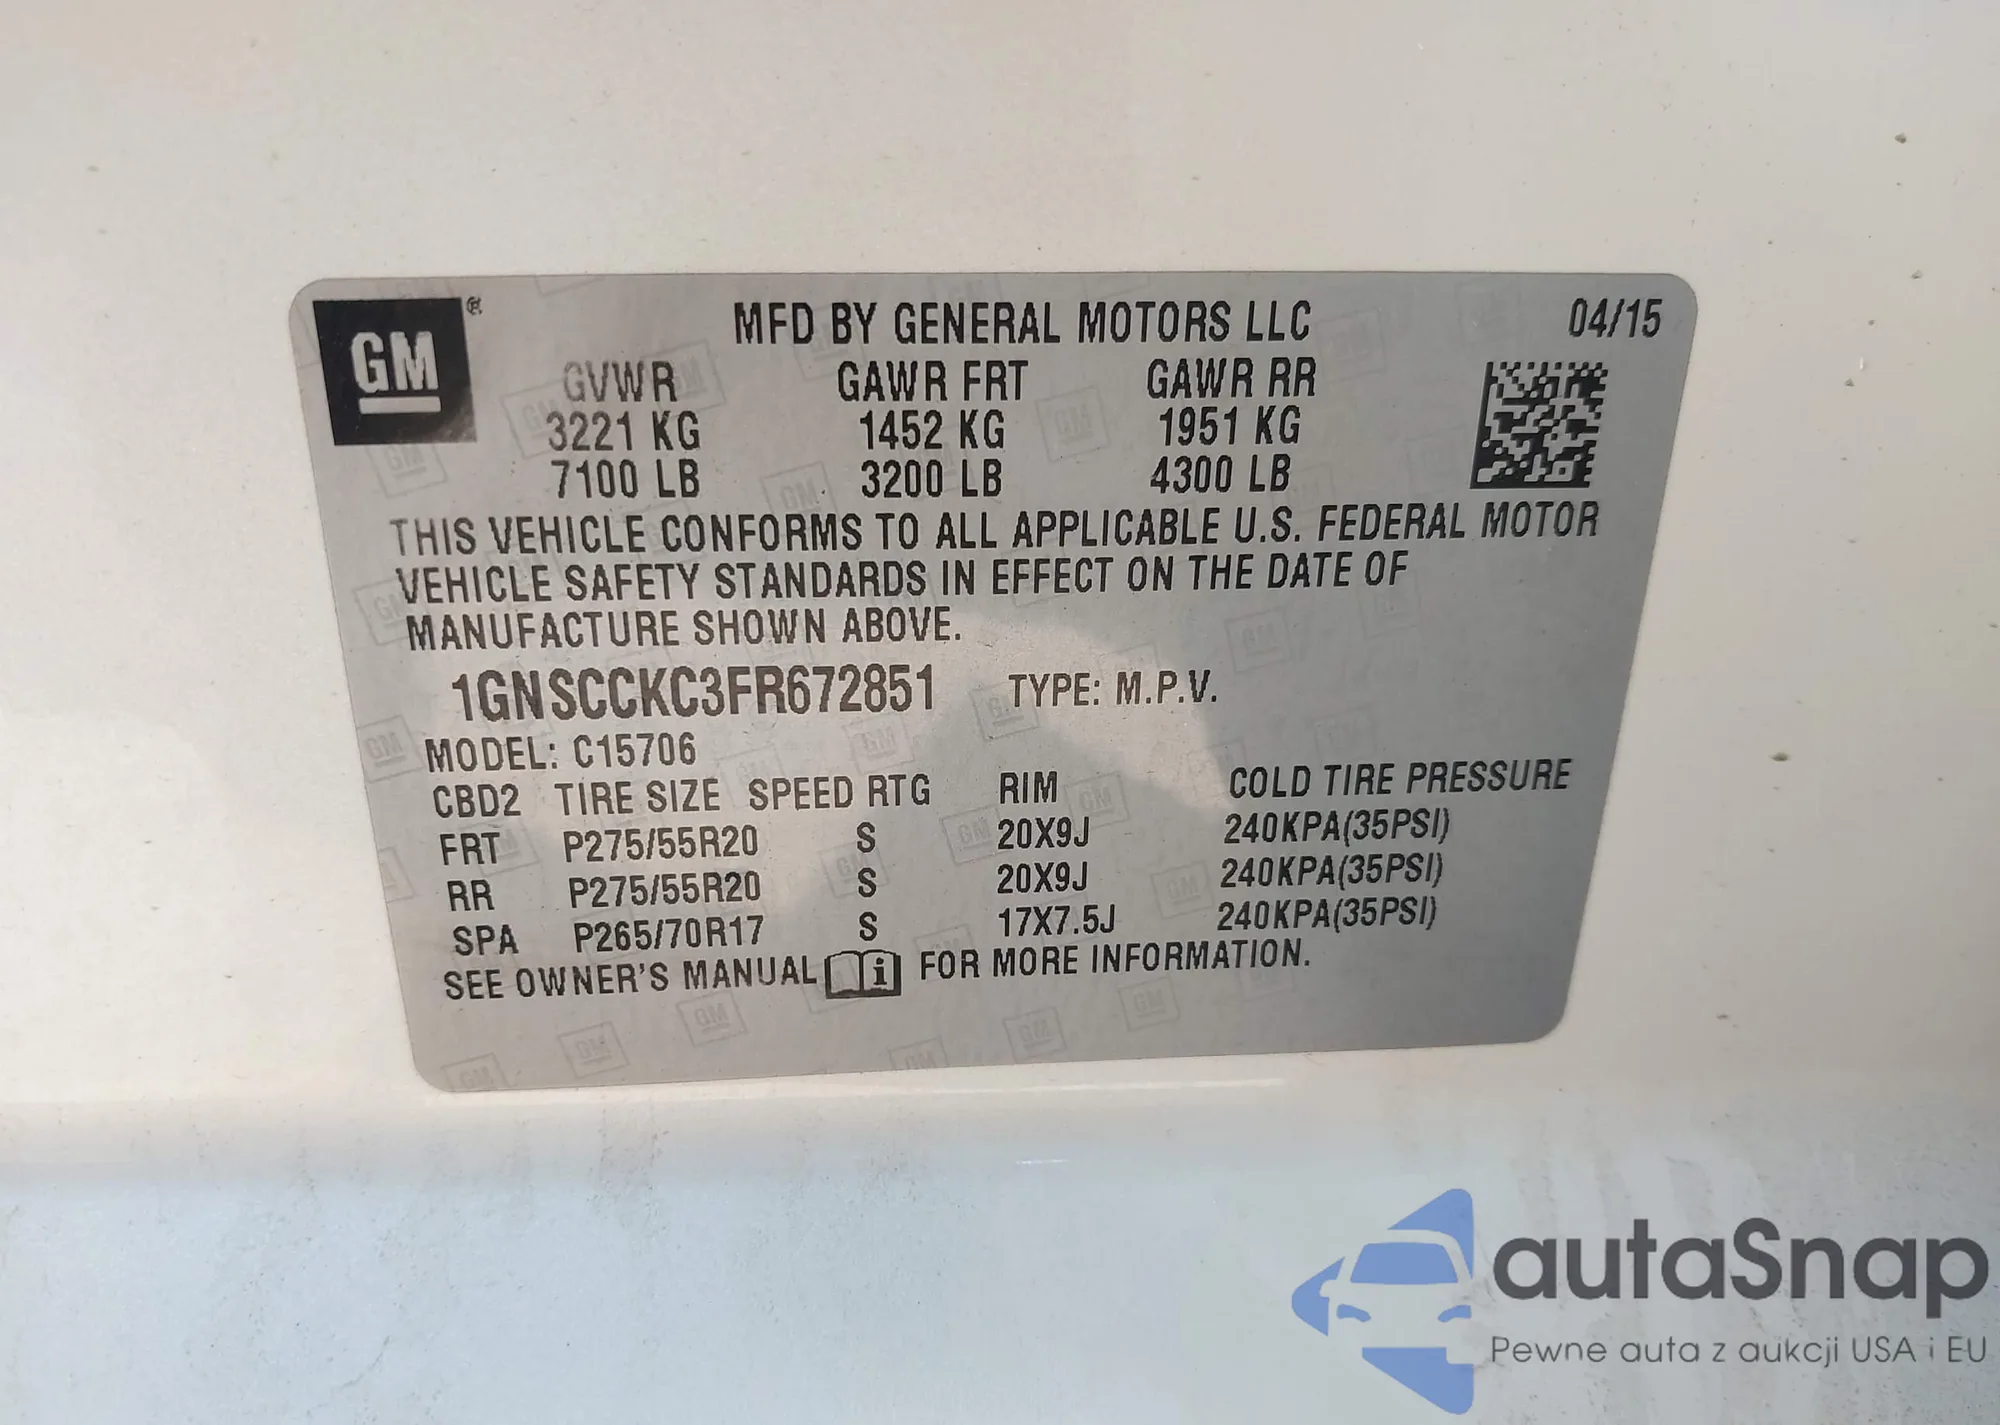 GM ®
MFD BY GENERAL MOTORS LLC 04/15
GVWR GAWR FRT GAWR RR
3221 KG 1452 KG 1951 KG
7100 LB 3200 LB 4300 LB
THIS VEHICLE CONFORMS TO ALL APPLICABLE U.S. FEDERAL MOTOR
VEHICLE SAFETY STANDARDS IN EFFECT ON THE DATE OF
MANUFACTURE SHOWN ABOVE.
1GNSCCKC3FR672851 TYPE: M.P.V.
MODEL: C15706
CBD2 TIRE SIZE SPEED RTG RIM COLD TIRE PRESSURE
FRT P275/55R20 S 20X9J 240KPA(35PSI)
RR P275/55R20 S 20X9J 240KPA(35PSI)
SPA P265/70R17 S 17X7.5J 240KPA(35PSI)
SEE OWNER'S MANUAL i FOR MORE INFORMATION.
autaSnap
Pewne auta z aukcji USA i EU